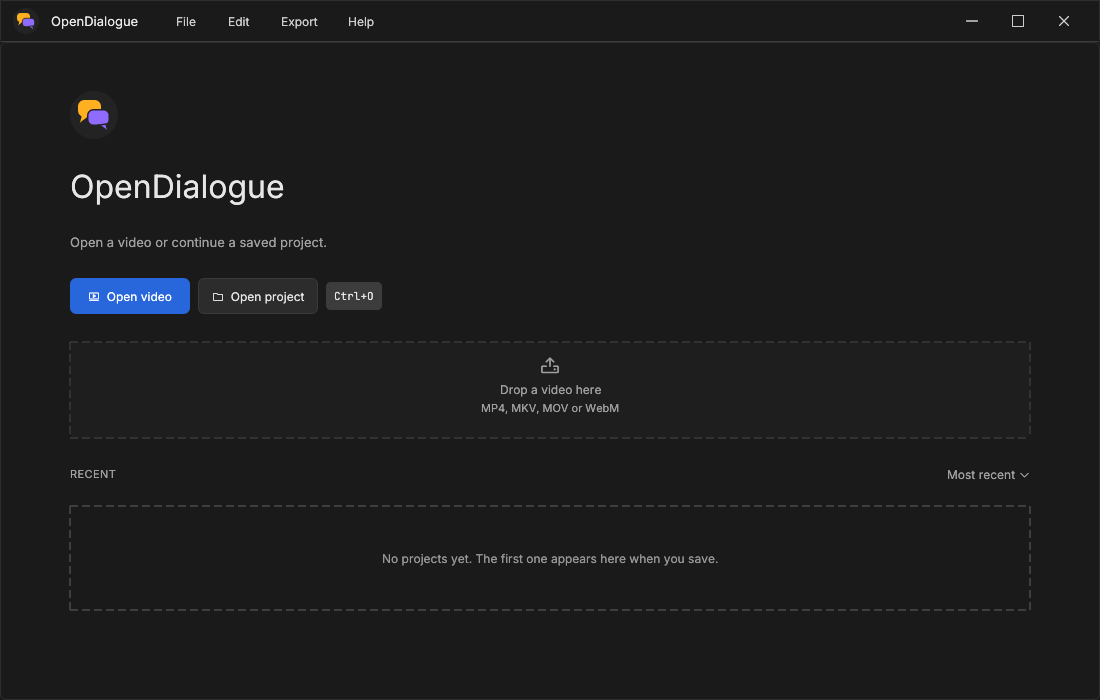 OpenDialogue File Edit Export Help
OpenDialogue
Open a video or continue a saved project.
Open video Open project Ctrl+O
Drop a video here
MP4, MKV, MOV or WebM
RECENT Most recent
No projects yet. The first one appears here when you save.